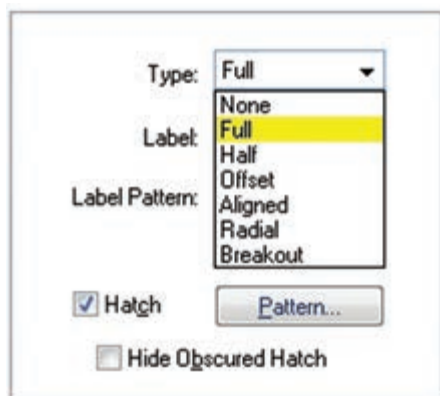 Type: Full
None
Full
Label: Half
Offset
Label Pattern: Aligned
Radial
Breakout
Hatch Pattern...
Hide Obscured Hatch